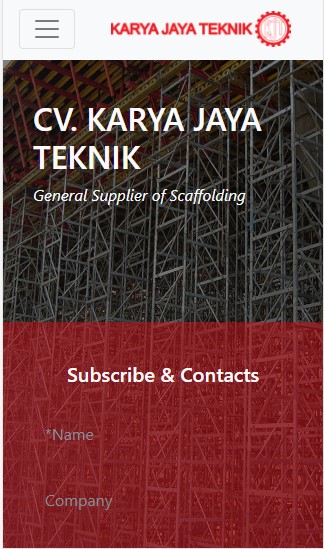 KARYA JAYA TEKNIK
CV. KARYA JAYA
TEKNIK
General Supplier of Scaffolding
Subscribe & Contacts
*Name
Company